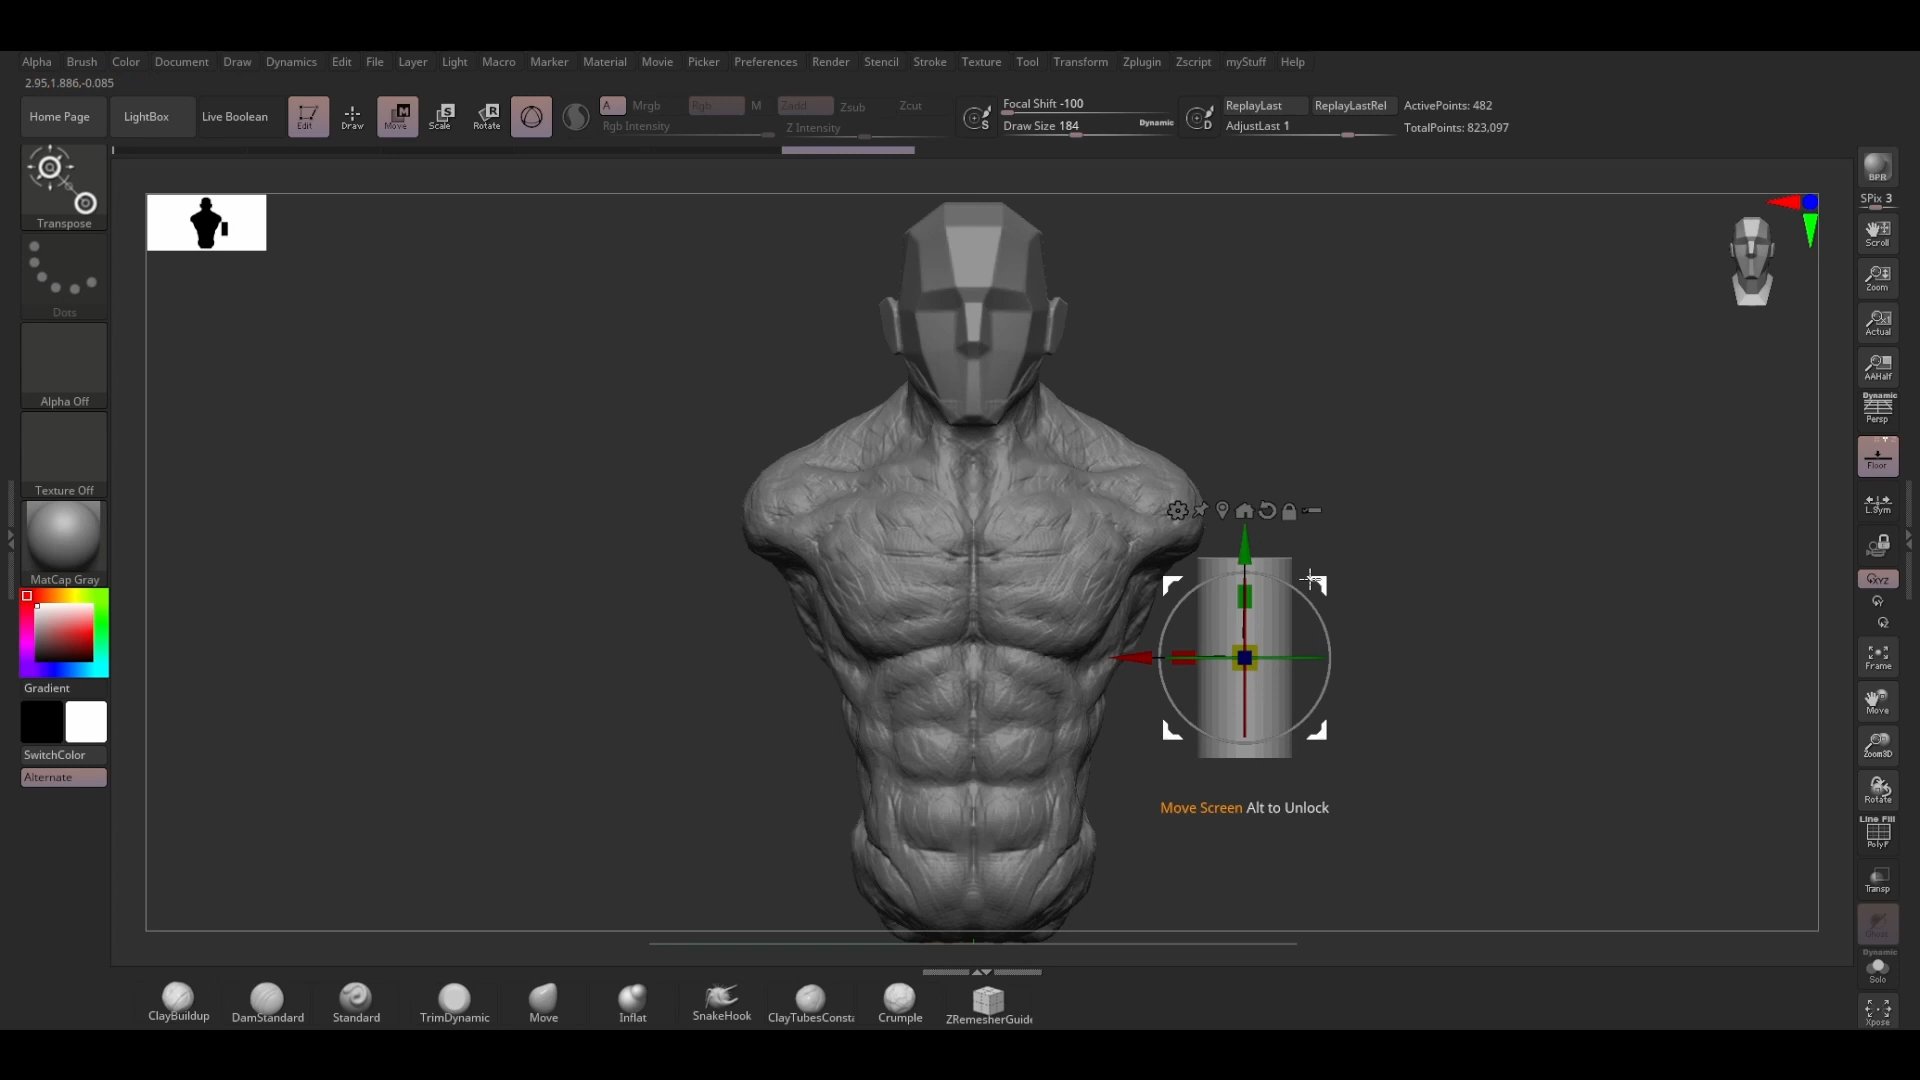 Alpha Brush Color Document Draw Dynamics Edit File Layer Light Macro Marker Material Movie Picker Preferences Render Stencil Stroke Texture Tool Transform Zplugin Zscript myStuff Help
2.95,1.886,-0.085
Home Page LightBox Live Boolean Edit Draw Move Scale Rotate
A Mrgb Rgb M Zadd Zsub Zcut
Rgb Intensity Z Intensity
Focal Shift -100
Draw Size 184 Dynamic
ReplayLast ReplayLastRel ActivePoints: 482
AdjustLast 1 TotalPoints: 823,097
Transpose
Dots
Alpha Off
Texture Off
MatCap Gray
Gradient
SwitchColor
Alternate
Move Screen Alt to Unlock
BPR
SPix 3
Scroll
Zoom
Actual
AAHalf
Dynamic
Persp
Floor
L.Sym
XYZ
Frame
Move
Zoom3D
Rotate
Line Fill
PolyF
Transp
Ghost
Dynamic
Solo
Xpose
ClayBuildup DamStandard Standard TrimDynamic Move Inflat SnakeHook ClayTubesConsta Crumple ZRemesherGuide